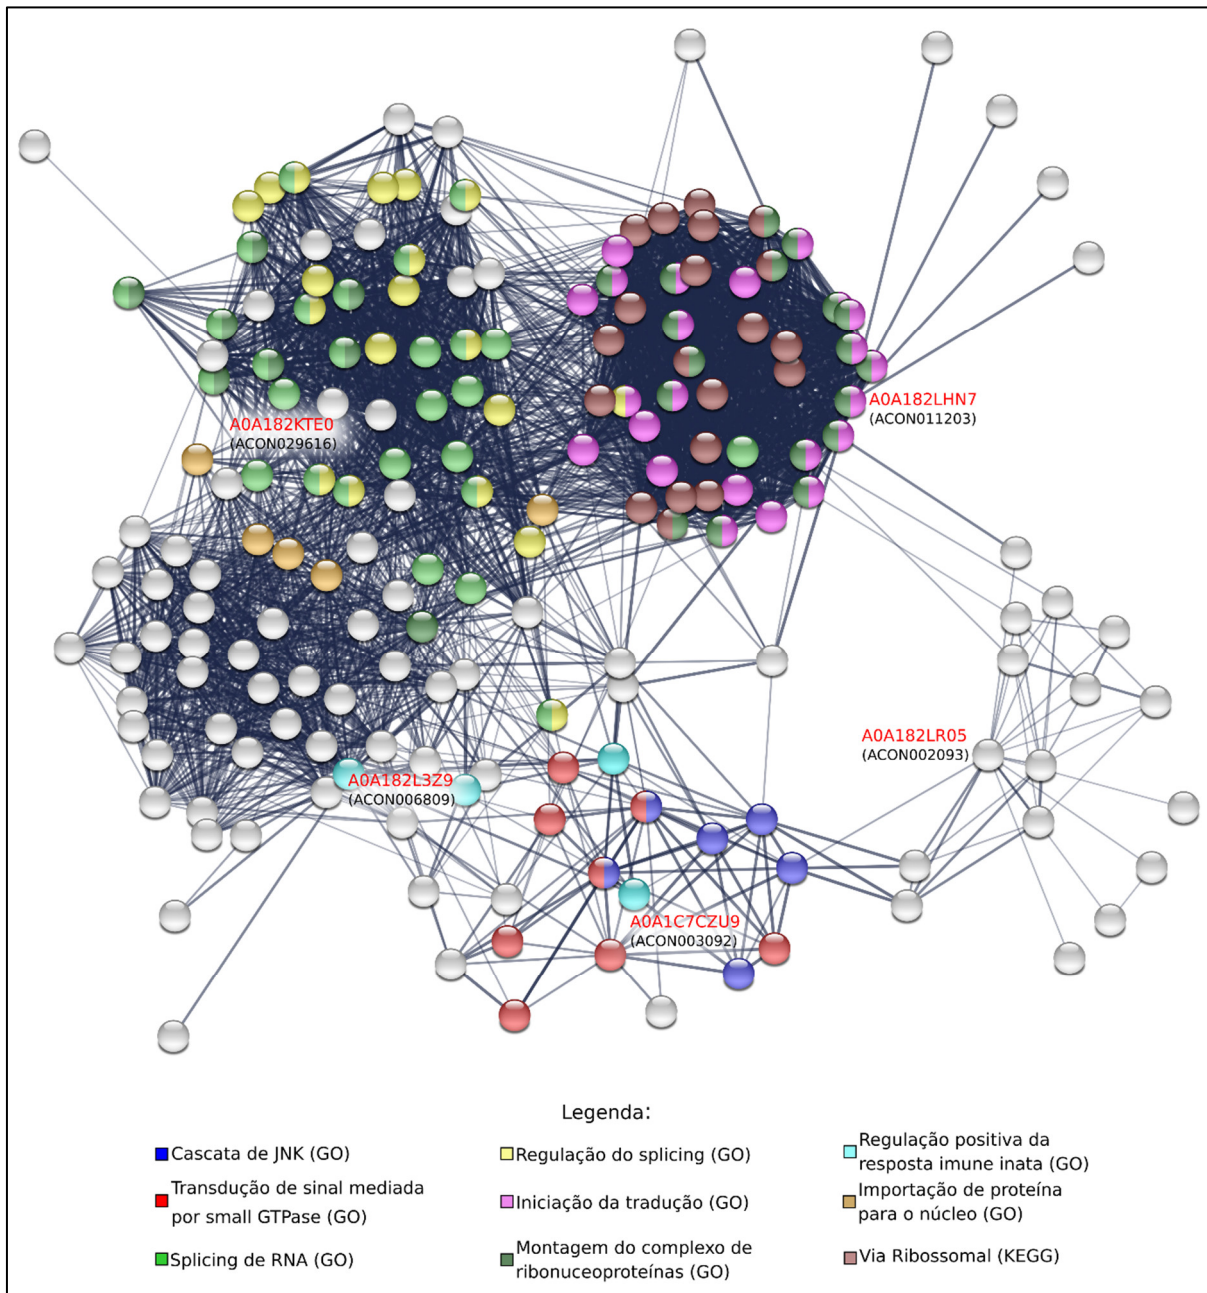 A0A182KTE0
(ACON029616)
A0A182LHN7
(ACON011203)
A0A182LR05
(ACON002093)
A0A182L3Z9
(ACON006809)
A0A1C7CZU9
(ACON003092)
Legenda:
Cascata de JNK (GO)
Transdução de sinal mediada
por small GTPase (GO)
Splicing de RNA (GO)
Regulação do splicing (GO)
Iniciação da tradução (GO)
Montagem do complexo de
ribonuceoproteínas (GO)
Regulação positiva da
resposta imune inata (GO)
Importação de proteína
para o núcleo (GO)
Via Ribossomal (KEGG)